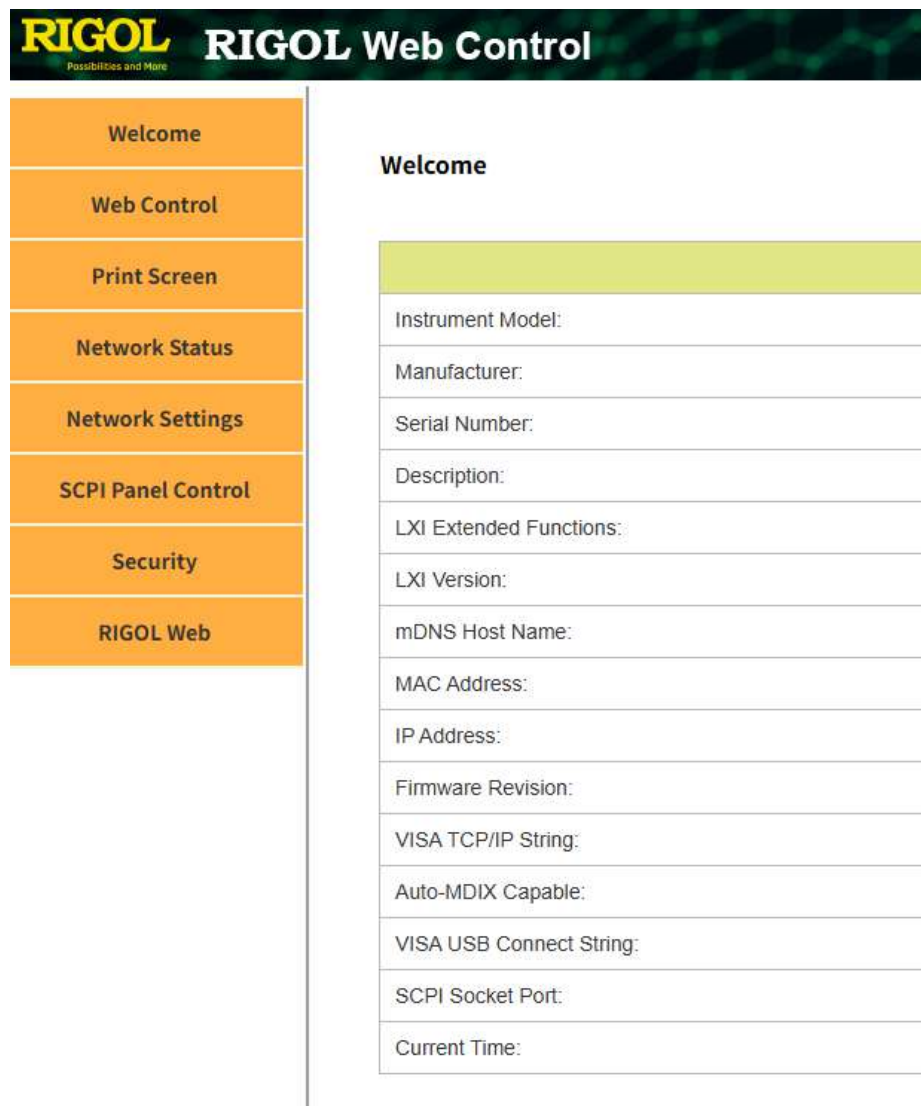 RIGOL
Possibilities and More
RIGOL Web Control
Welcome
Web Control
Print Screen
Network Status
Network Settings
SCPI Panel Control
Security
RIGOL Web
Welcome
Instrument Model:
Manufacturer:
Serial Number:
Description:
LXI Extended Functions:
LXI Version:
mDNS Host Name:
MAC Address:
IP Address:
Firmware Revision:
VISA TCP/IP String:
Auto-MDIX Capable:
VISA USB Connect String:
SCPI Socket Port:
Current Time: